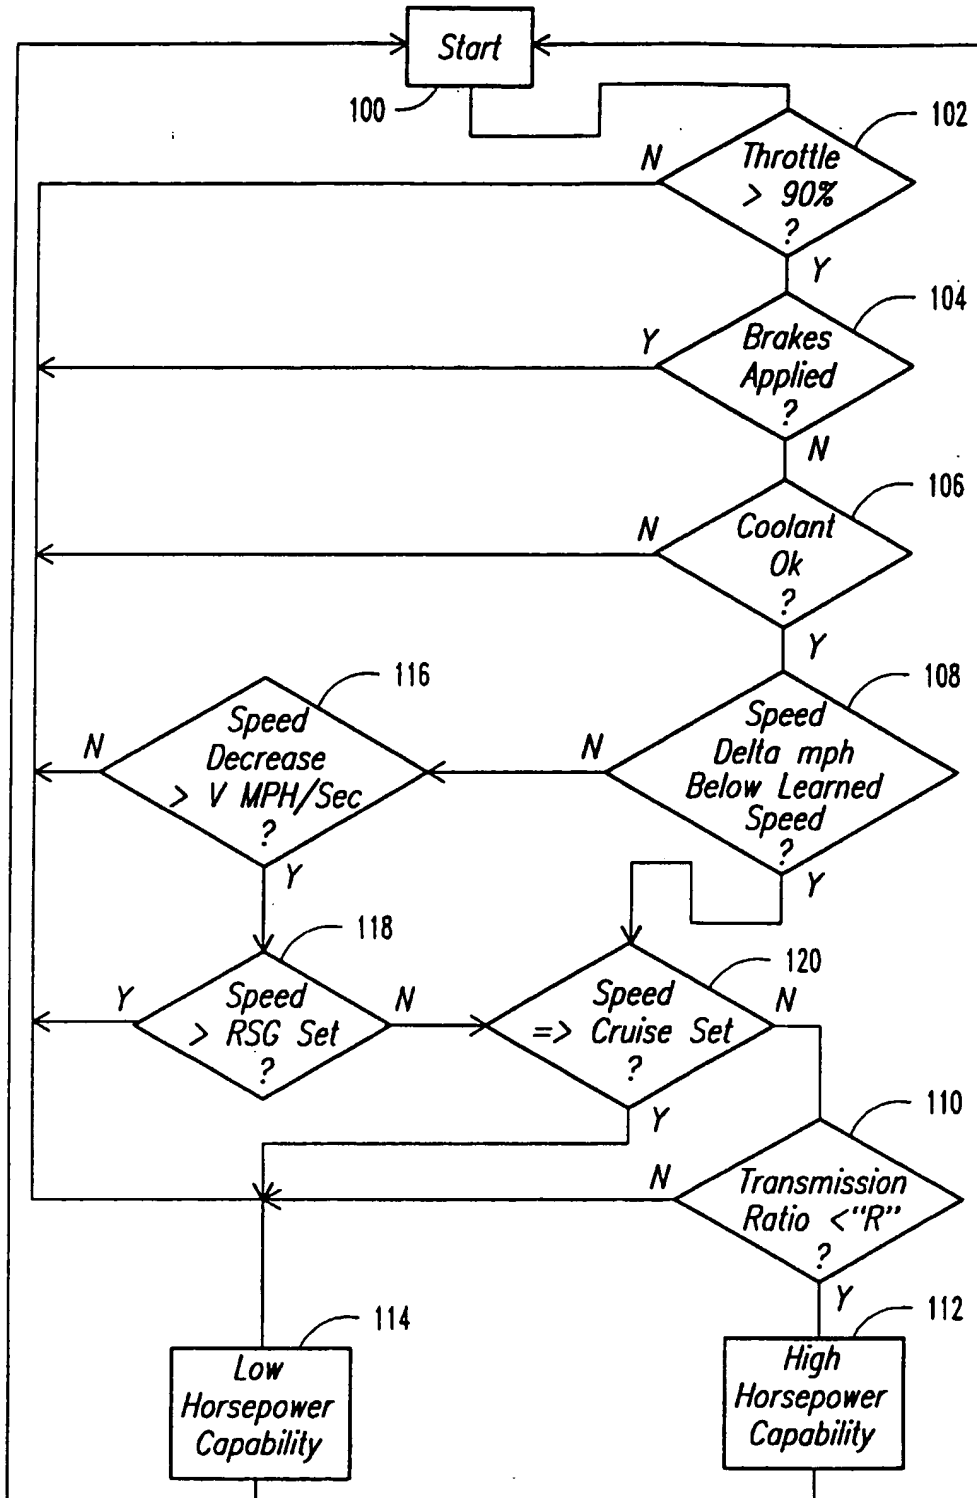 Start
100
102
Throttle
> 90%
?
N
Y
104
Brakes
Applied
?
Y
N
106
Coolant
Ok
?
N
Y
108
Speed
Delta mph
Below Learned
Speed
?
N
Y
116
Speed
Decrease
> V MPH/Sec
?
N
Y
118
Speed
> RSG Set
?
Y
N
120
Speed
=> Cruise Set
?
N
Y
110
Transmission
Ratio <"R"
?
N
Y
114
Low
Horsepower
Capability
112
High
Horsepower
Capability